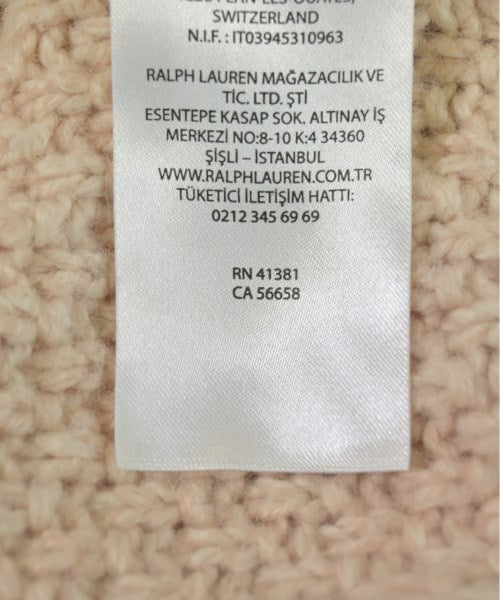 SWITZERLAND
N.I.F. : IT03945310963
RALPH LAUREN MAĞAZACILIK VE
TİC. LTD. ŞTİ
ESENTEPE KASAP SOK. ALTINAY İŞ
MERKEZİ NO:8-10 K:4 34360
ŞİŞLİ – İSTANBUL
WWW.RALPHLAUREN.COM.TR
TÜKETİCİ İLETİŞİM HATTI:
0212 345 69 69
RN 41381
CA 56658